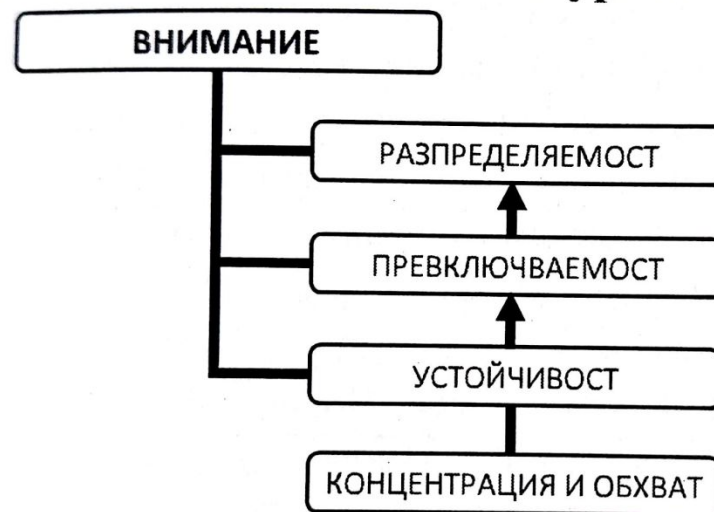 ВНИМАНИЕ
РАЗПРЕДЕЛЯЕМОСТ
ПРЕВКЛЮЧВАЕМОСТ
УСТОЙЧИВОСТ
КОНЦЕНТРАЦИЯ И ОБХВАТ